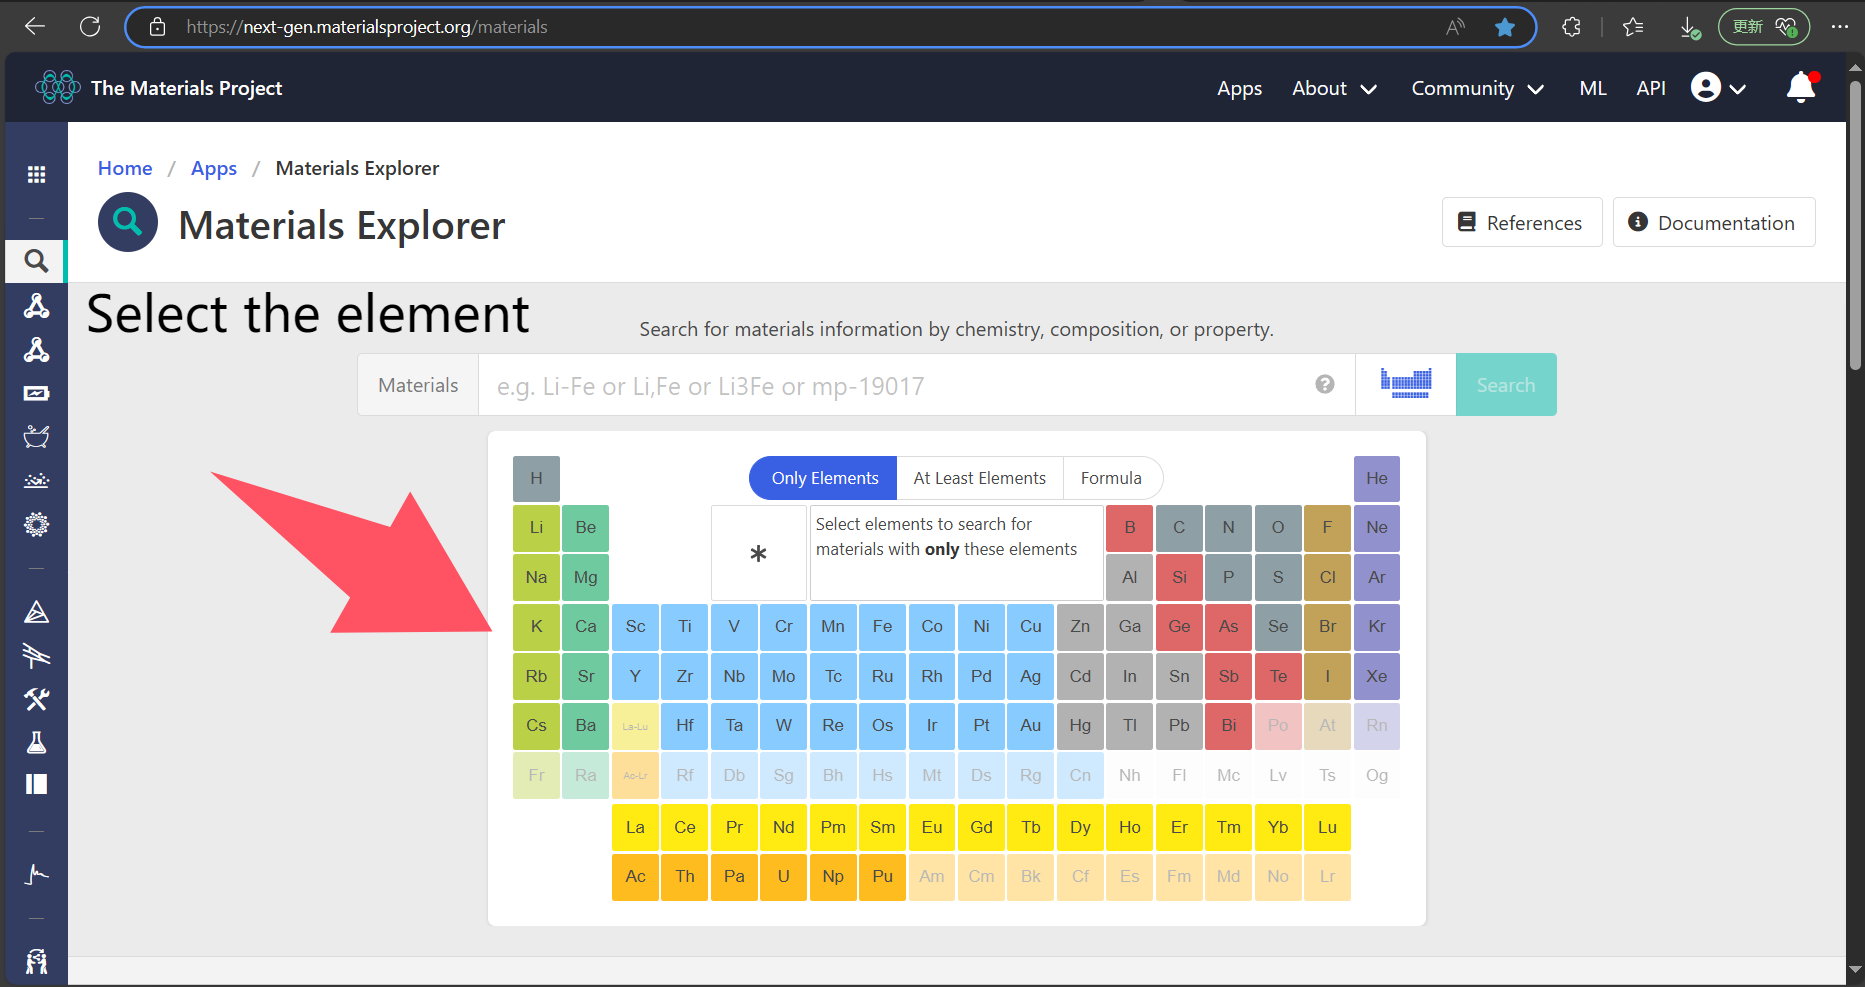 https://next-gen.materialsproject.org/materials
更新
The Materials Project
Apps
About
Community
ML
API
Home / Apps / Materials Explorer
Materials Explorer
References
Documentation
Select the element
Search for materials information by chemistry, composition, or property.
Materials
e.g. Li-Fe or Li,Fe or Li3Fe or mp-19017
Search
H
Only Elements
At Least Elements
Formula
He
Li Be
*
Select elements to search for
materials with only these elements
B C N O F Ne
Na Mg
Al Si P S Cl Ar
K Ca Sc Ti V Cr Mn Fe Co Ni Cu Zn Ga Ge As Se Br Kr
Rb Sr Y Zr Nb Mo Tc Ru Rh Pd Ag Cd In Sn Sb Te I Xe
Cs Ba La-Lu Hf Ta W Re Os Ir Pt Au Hg Tl Pb Bi Po At Rn
Fr Ra Ac-Lr Rf Db Sg Bh Hs Mt Ds Rg Cn Nh Fl Mc Lv Ts Og
La Ce Pr Nd Pm Sm Eu Gd Tb Dy Ho Er Tm Yb Lu
Ac Th Pa U Np Pu Am Cm Bk Cf Es Fm Md No Lr